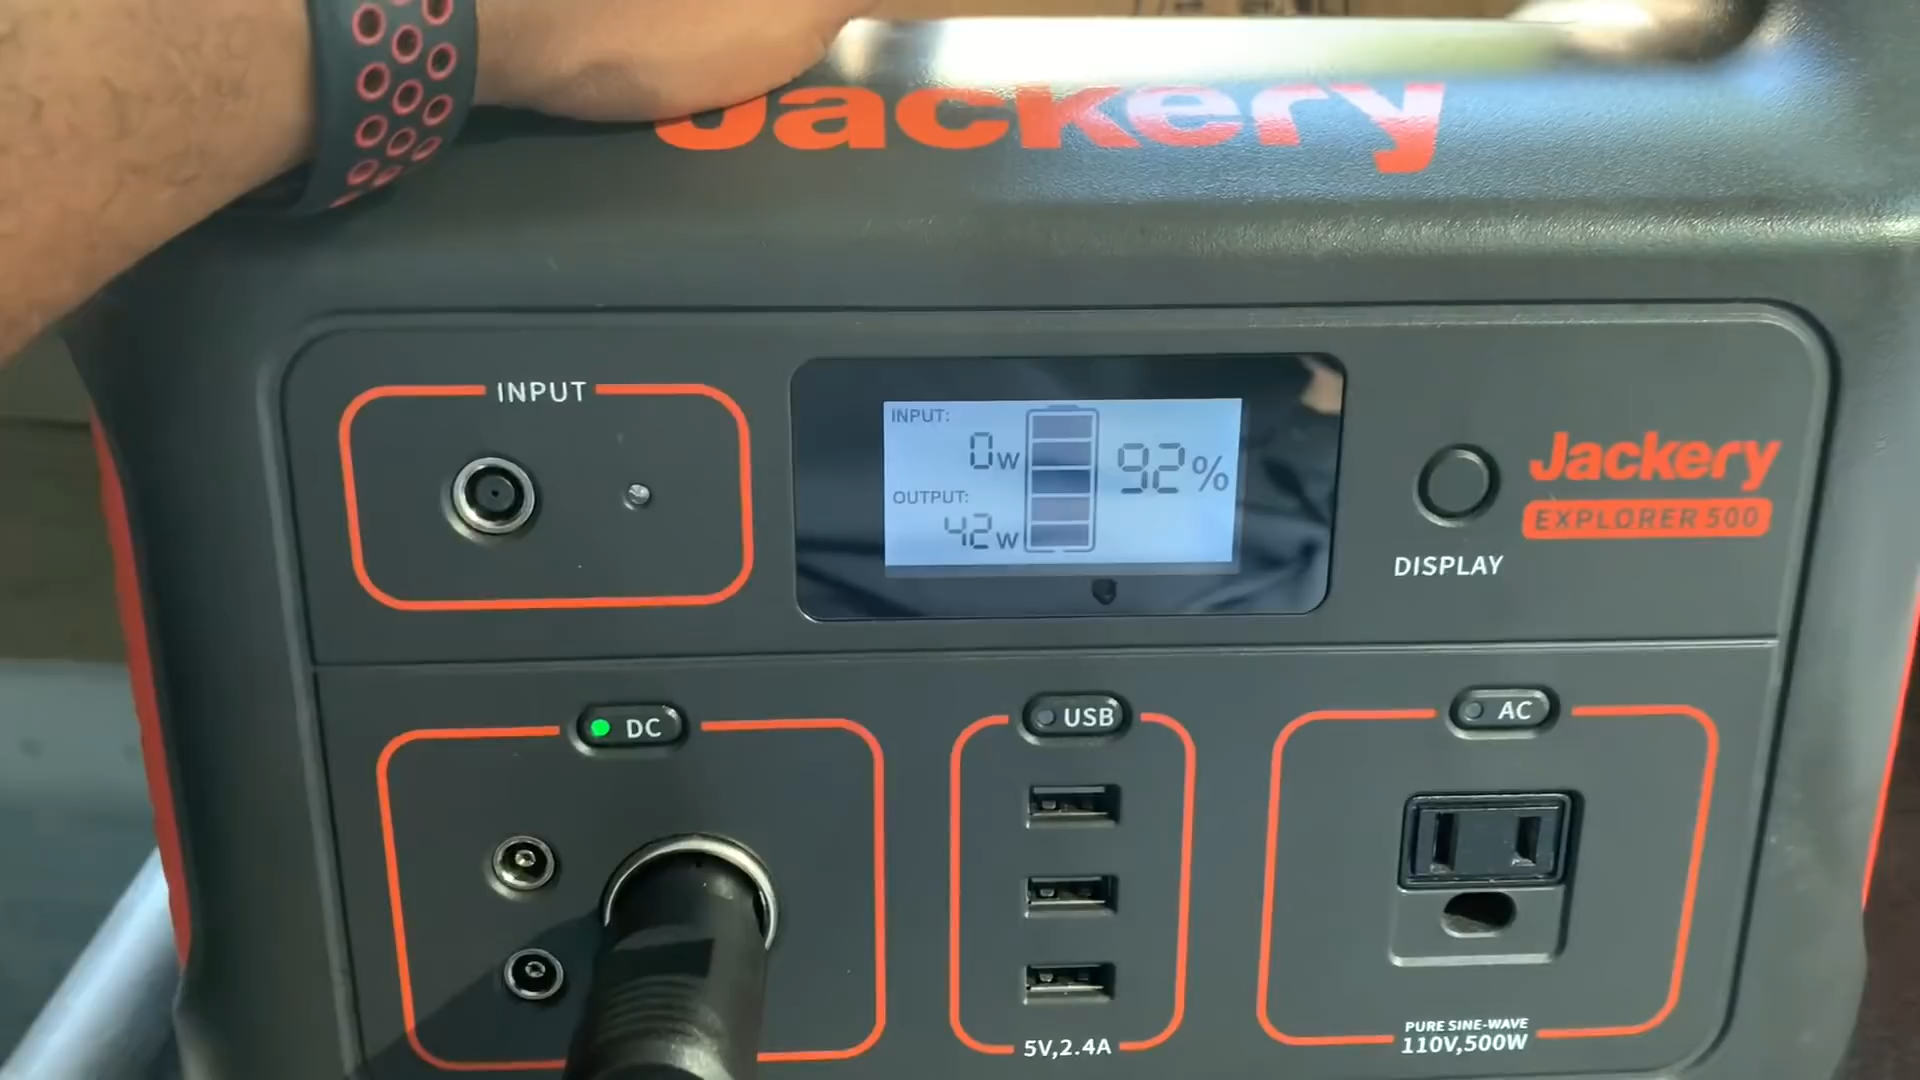 Jackery
INPUT
INPUT:
0W
92%
OUTPUT:
42W
Jackery
EXPLORER 500
DISPLAY
DC
USB
AC
5V,2.4A
PURE SINE-WAVE
110V,500W